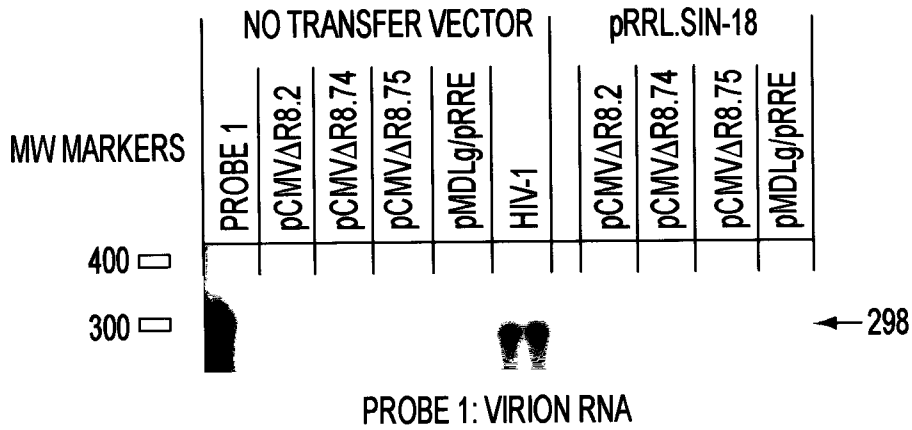 NO TRANSFER VECTOR
pRRL.SIN-18
MW MARKERS
PROBE 1
pCMVΔR8.2
pCMVΔR8.74
pCMVΔR8.75
pMDLg/pRRE
HIV-1
pCMVΔR8.2
pCMVΔR8.74
pCMVΔR8.75
pMDLg/pRRE
400
300
298
PROBE 1: VIRION RNA